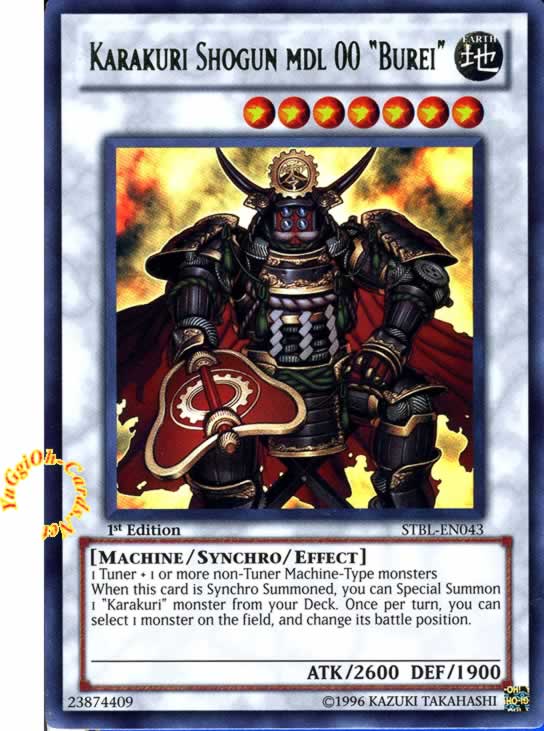 KARAKURI SHOGUN MDL 00 "BUREI"
EARTH
地
1st Edition
STBL-EN043
[MACHINE/SYNCHRO/EFFECT]
1 Tuner + 1 or more non-Tuner Machine-Type monsters
When this card is Synchro Summoned, you can Special Summon
1 "Karakuri" monster from your Deck. Once per turn, you can
select 1 monster on the field, and change its battle position.
ATK/2600 DEF/1900
23874409
©1996 KAZUKI TAKAHASHI
YuGgiOh-Cards.Net